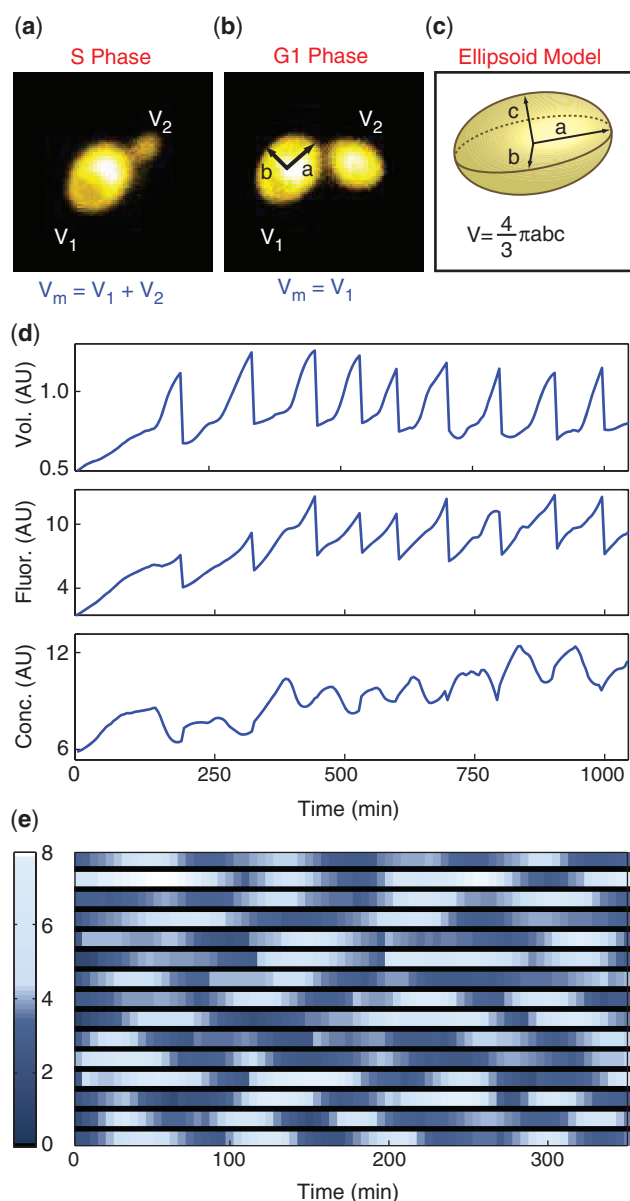 (a)
S Phase
V2
V1
Vm = V1 + V2
(b)
G1 Phase
V2
b
a
V1
Vm = V1
(c)
Ellipsoid Model
c
a
b
V = 4/3 πabc
(d)
Vol. (AU)
1.0
0.5
Fluor. (AU)
10
4
Conc. (AU)
12
6
0 250 500 750 1000
Time (min)
(e)
8
6
4
2
0
0 100 200 300
Time (min)